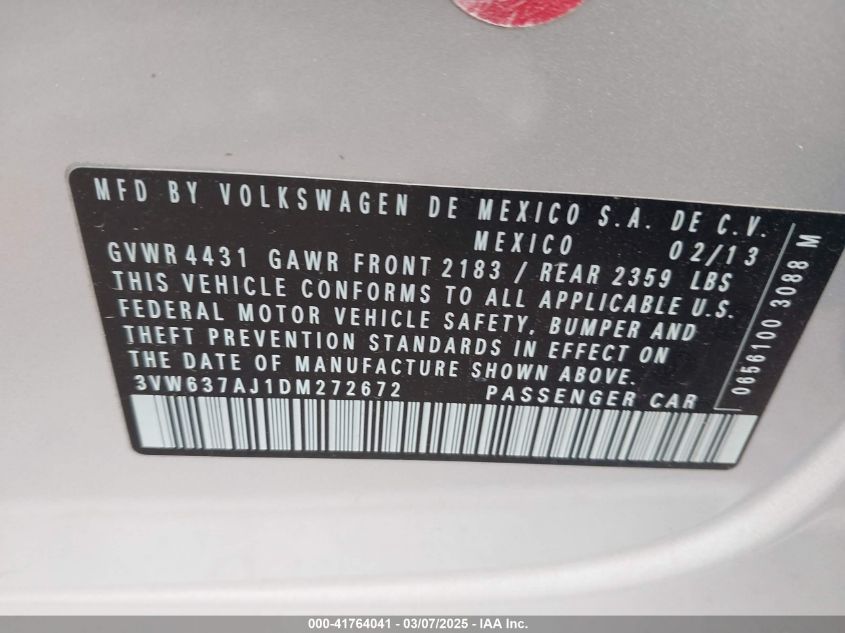 MFD BY VOLKSWAGEN DE MEXICO S.A. DE C.V.
MEXICO 02/13
GVWR 4431 GAWR FRONT 2183 / REAR 2359 LBS
THIS VEHICLE CONFORMS TO ALL APPLICABLE U.S.
FEDERAL MOTOR VEHICLE SAFETY, BUMPER AND
THEFT PREVENTION STANDARDS IN EFFECT ON
THE DATE OF MANUFACTURE SHOWN ABOVE.
3VW637AJ1DM272672 PASSENGER CAR
0656100 3088 M
000-41764041 - 03/07/2025 - © IAA Inc.